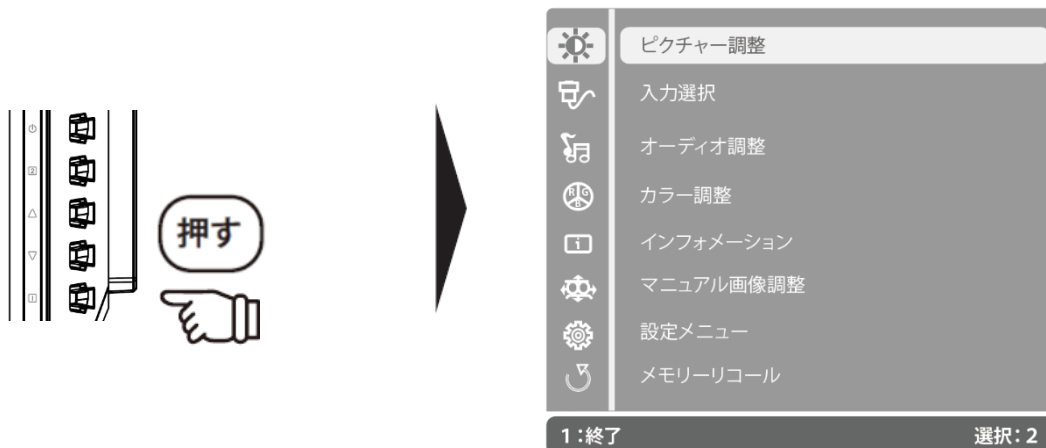 2
1
押す
ピクチャー調整
入力選択
オーディオ調整
カラー調整
R G
B
i
インフォメーション
マニュアル画像調整
設定メニュー
メモリーリコール
1:終了
選択:2